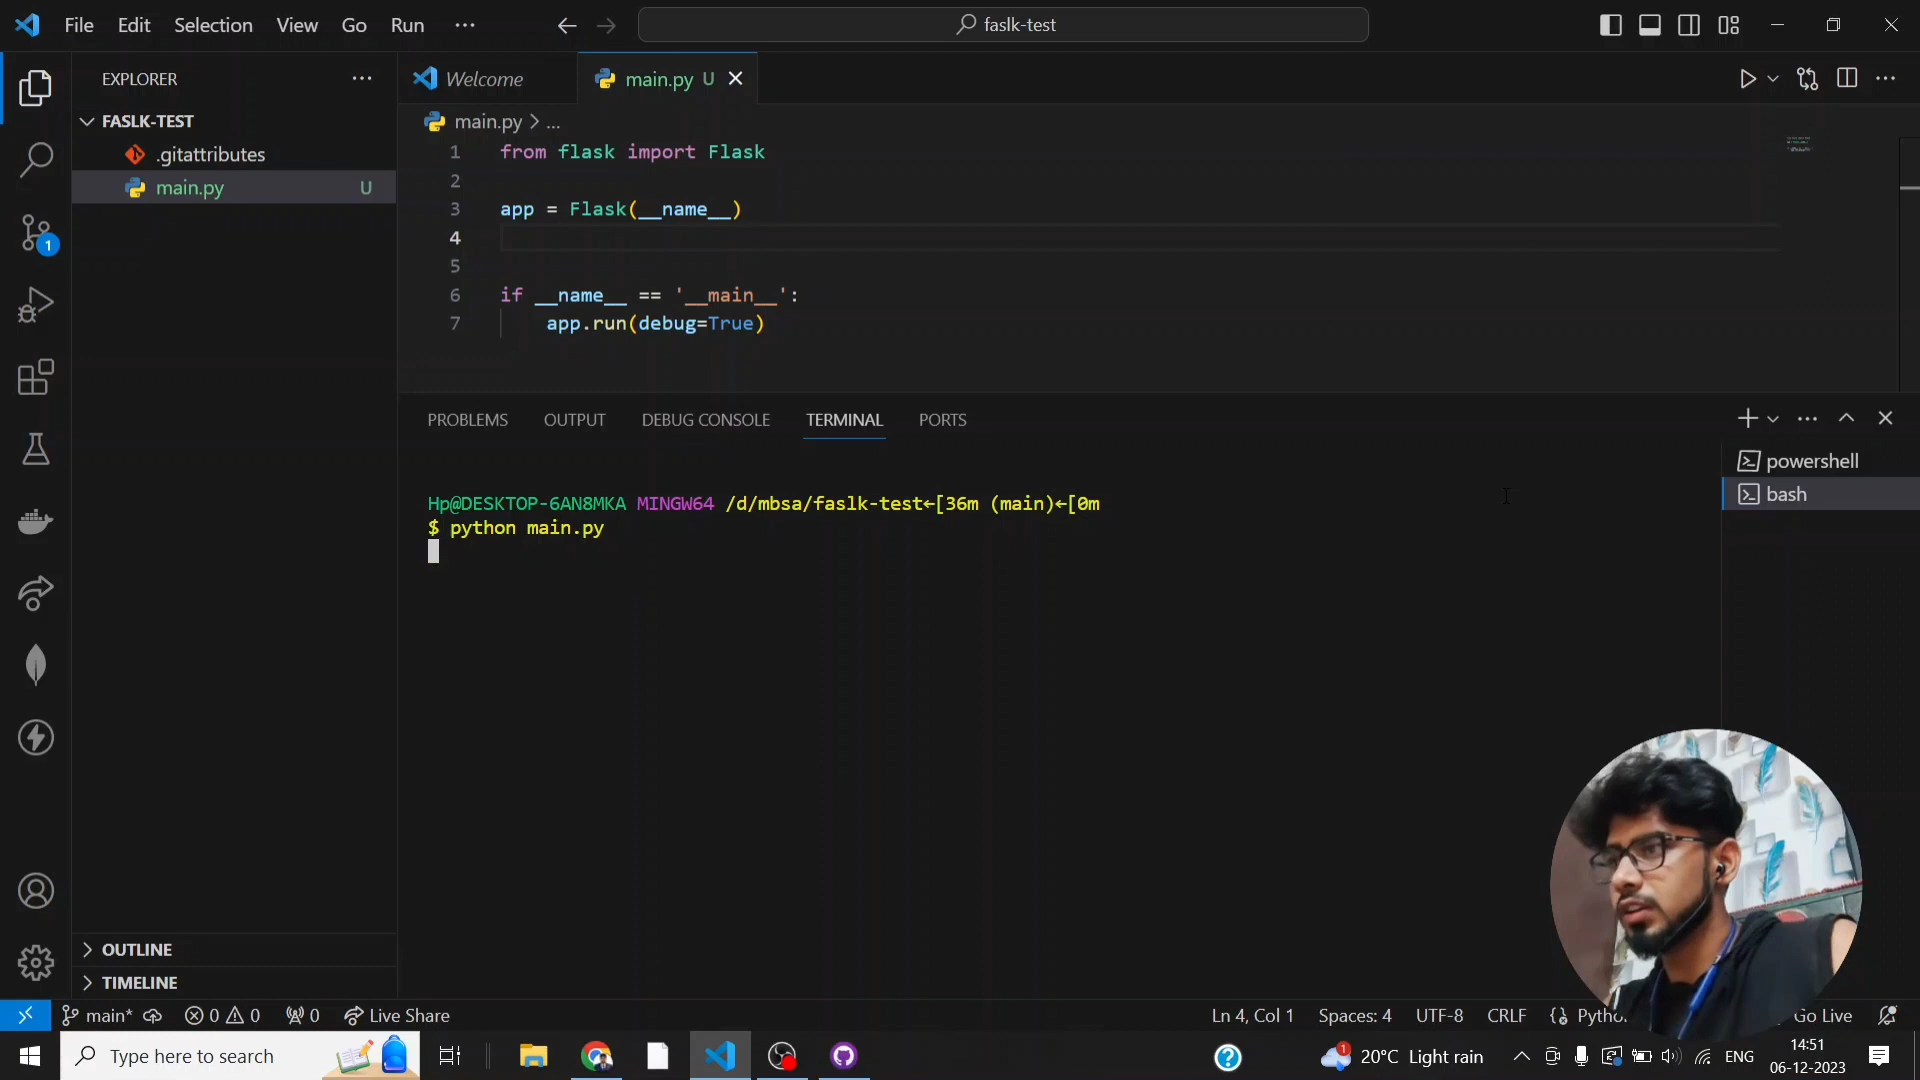 File Edit Selection View Go Run ···
faslk-test
EXPLORER
FASLK-TEST
.gitattributes
main.py U
1
Welcome
main.py U
main.py > ...
1 from flask import Flask
2
3 app = Flask(__name__)
4
5
6 if __name__ == '__main__':
7 app.run(debug=True)
PROBLEMS OUTPUT DEBUG CONSOLE TERMINAL PORTS
powershell
bash
Hp@DESKTOP-6AN8MKA MINGW64 /d/mbsa/faslk-test←[36m (main)←[0m
$ python main.py
OUTLINE
TIMELINE
main* 0 0 0 Live Share
Ln 4, Col 1 Spaces: 4 UTF-8 CRLF {} Go Live
Type here to search
1 20°C Light rain
ENG
14:51
06-12-2023